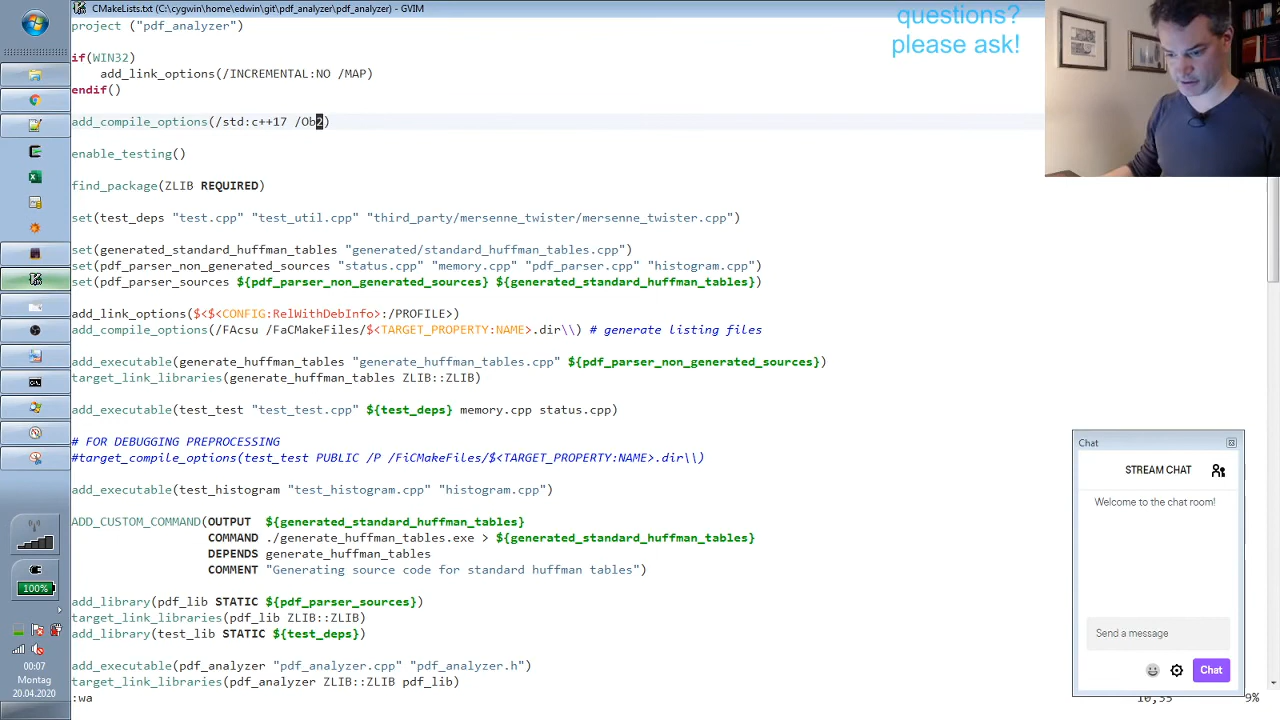 CMakeLists.txt (C:\cygwin\home\edwin\git\pdf_analyzer\pdf_analyzer) - GVIM
questions?
please ask!
project ("pdf_analyzer")
if(WIN32)
add_link_options(/INCREMENTAL:NO /MAP)
endif()
add_compile_options(/std:c++17 /Ob2)
enable_testing()
find_package(ZLIB REQUIRED)
set(test_deps "test.cpp" "test_util.cpp" "third_party/mersenne_twister/mersenne_twister.cpp")
set(generated_standard_huffman_tables "generated/standard_huffman_tables.cpp")
set(pdf_parser_non_generated_sources "status.cpp" "memory.cpp" "pdf_parser.cpp" "histogram.cpp")
set(pdf_parser_sources ${pdf_parser_non_generated_sources} ${generated_standard_huffman_tables})
add_link_options($<$<CONFIG:RelWithDebInfo>:/PROFILE>)
add_compile_options(/FAcsu /FaCMakeFiles/$<TARGET_PROPERTY:NAME>.dir\\) # generate listing files
add_executable(generate_huffman_tables "generate_huffman_tables.cpp" ${pdf_parser_non_generated_sources})
target_link_libraries(generate_huffman_tables ZLIB::ZLIB)
add_executable(test_test "test_test.cpp" ${test_deps} memory.cpp status.cpp)
# FOR DEBUGGING PREPROCESSING
#target_compile_options(test_test PUBLIC /P /FiCMakeFiles/$<TARGET_PROPERTY:NAME>.dir\\)
add_executable(test_histogram "test_histogram.cpp" "histogram.cpp")
ADD_CUSTOM_COMMAND(OUTPUT ${generated_standard_huffman_tables}
COMMAND ./generate_huffman_tables.exe > ${generated_standard_huffman_tables}
DEPENDS generate_huffman_tables
COMMENT "Generating source code for standard huffman tables")
add_library(pdf_lib STATIC ${pdf_parser_sources})
target_link_libraries(pdf_lib ZLIB::ZLIB)
add_library(test_lib STATIC ${test_deps})
add_executable(pdf_analyzer "pdf_analyzer.cpp" "pdf_analyzer.h")
target_link_libraries(pdf_analyzer ZLIB::ZLIB pdf_lib)
:wa
10,35
9%
Chat
STREAM CHAT
Welcome to the chat room!
Send a message
Chat
100%
00:07
Montag
20.04.2020